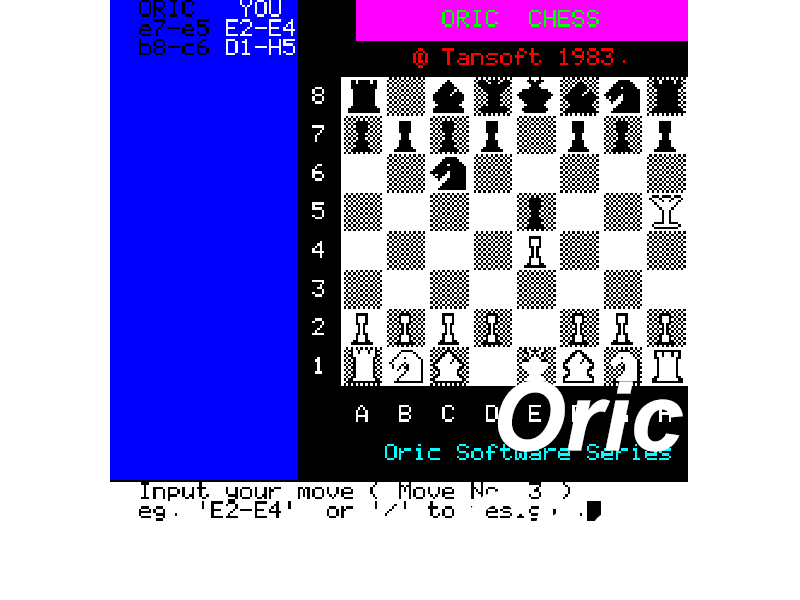 ORIC YOU
e7-e5 E2-E4
b8-c6 D1-H5
ORIC CHESS
© Tansoft 1983.
8
7
6
5
4
3
2
1
A B C D E
Oric
Oric Software Series
Input your move ( Move No 3 )
eg. 'E2-E4' or '/' to